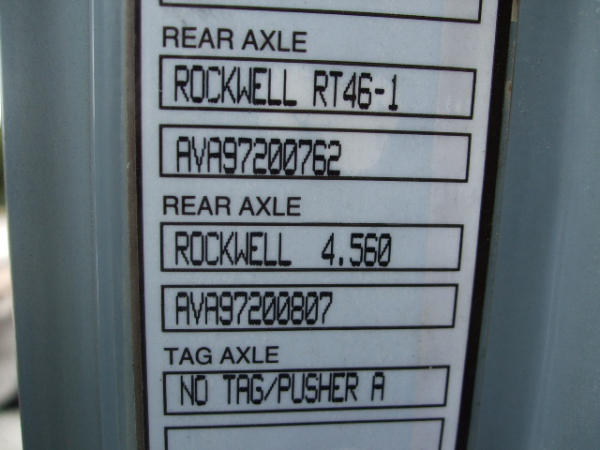 REAR AXLE
ROCKWELL RT46-1
AVA97200762
REAR AXLE
ROCKWELL 4.560
AVA97200807
TAG AXLE
NO TAG/PUSHER A